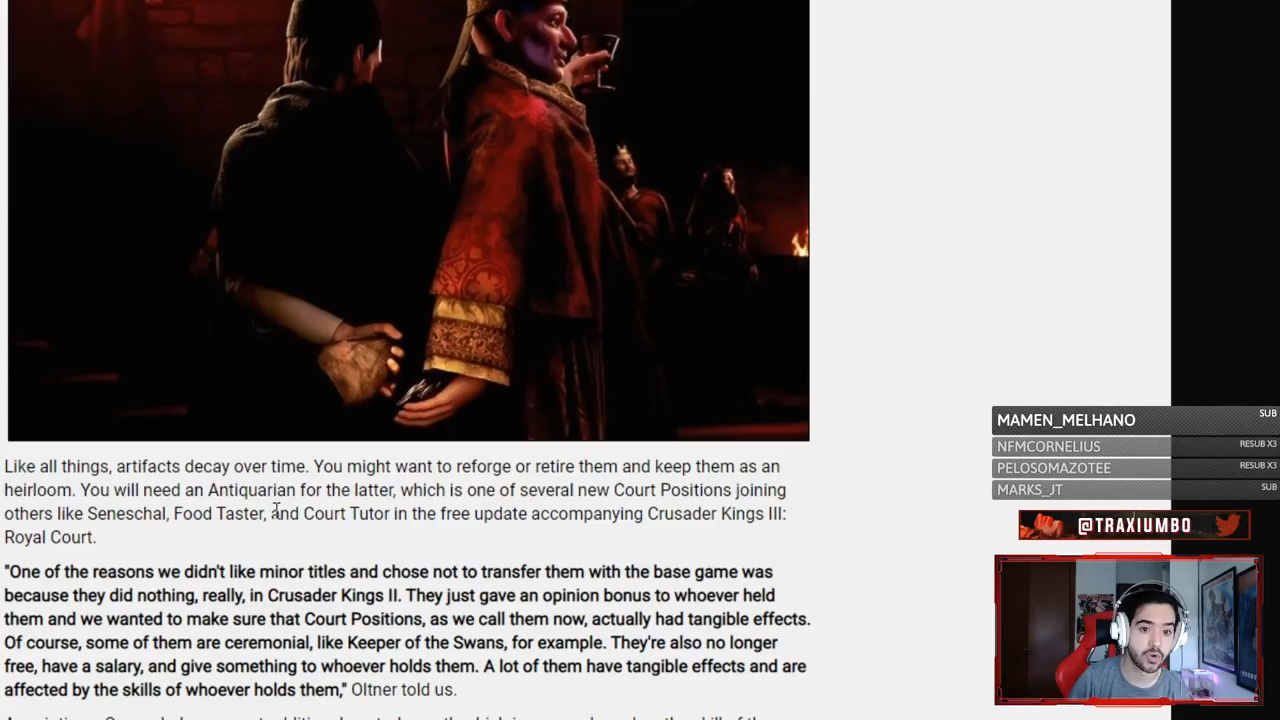 Like all things, artifacts decay over time. You might want to reforge or retire them and keep them as an
heirloom. You will need an Antiquarian for the latter, which is one of several new Court Positions joining
others like Seneschal, Food Taster, and Court Tutor in the free update accompanying Crusader Kings III:
Royal Court.
"One of the reasons we didn't like minor titles and chose not to transfer them with the base game was
because they did nothing, really, in Crusader Kings II. They just gave an opinion bonus to whoever held
them and we wanted to make sure that Court Positions, as we call them now, actually had tangible effects.
Of course, some of them are ceremonial, like Keeper of the Swans, for example. They're also no longer
free, have a salary, and give something to whoever holds them. A lot of them have tangible effects and are
affected by the skills of whoever holds them," Oltner told us.
MAMEN_MELHANO SUB
NFMCORNELIUS RESUB X3
PELOSOMAZOTEE RESUB X3
MARKS_JT SUB
@TRAXIUMBO